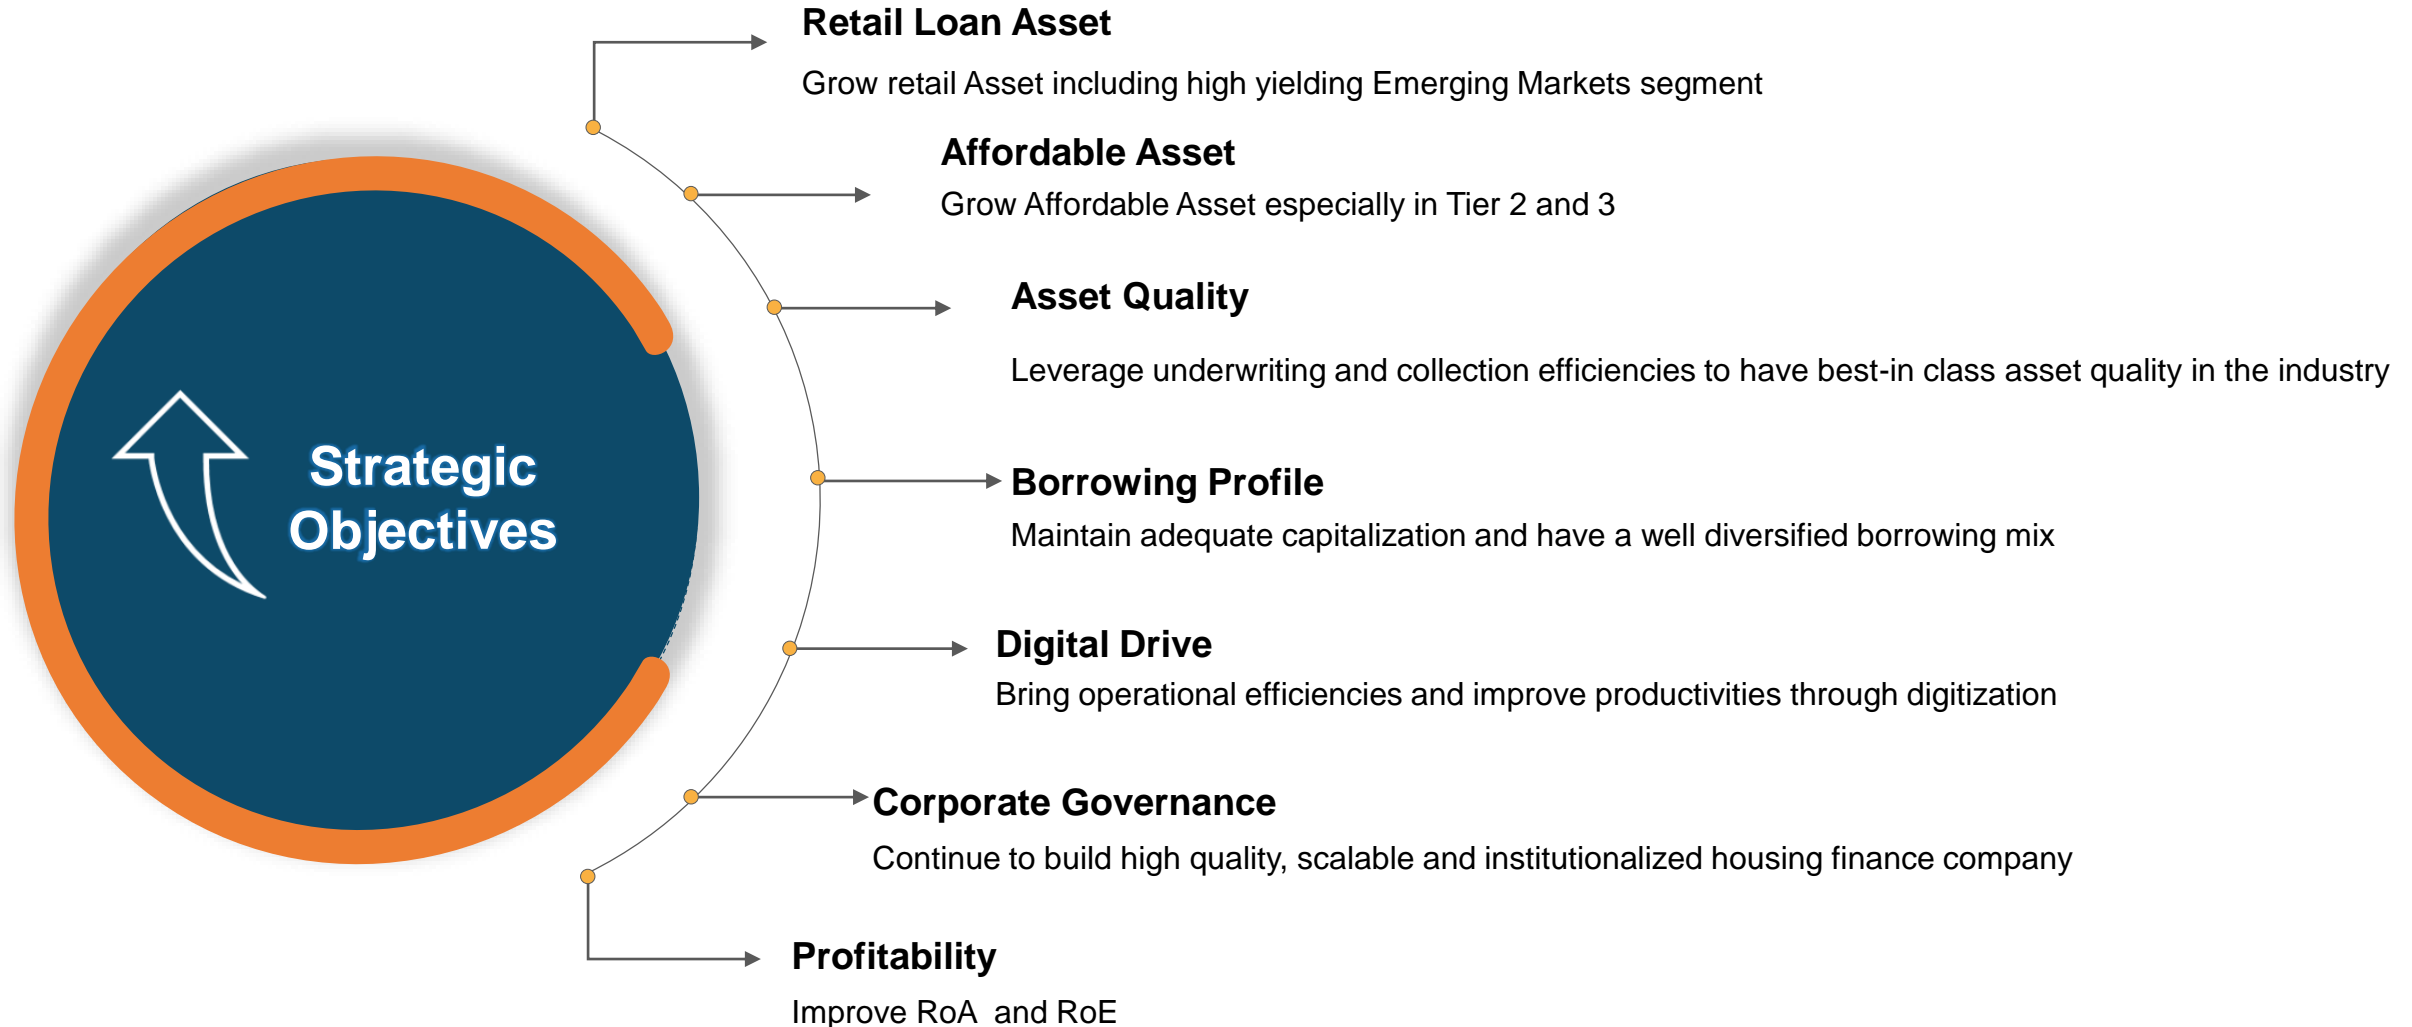 Retail Loan Asset
Grow retail Asset including high yielding Emerging Markets segment
Affordable Asset
Grow Affordable Asset especially in Tier 2 and 3
Asset Quality
Leverage underwriting and collection efficiencies to have best-in class asset quality in the industry
Strategic
Objectives
Borrowing Profile
Maintain adequate capitalization and have a well diversified borrowing mix
Digital Drive
Bring operational efficiencies and improve productivities through digitization
Corporate Governance
Continue to build high quality, scalable and institutionalized housing finance company
Profitability
Improve RoA and RoE